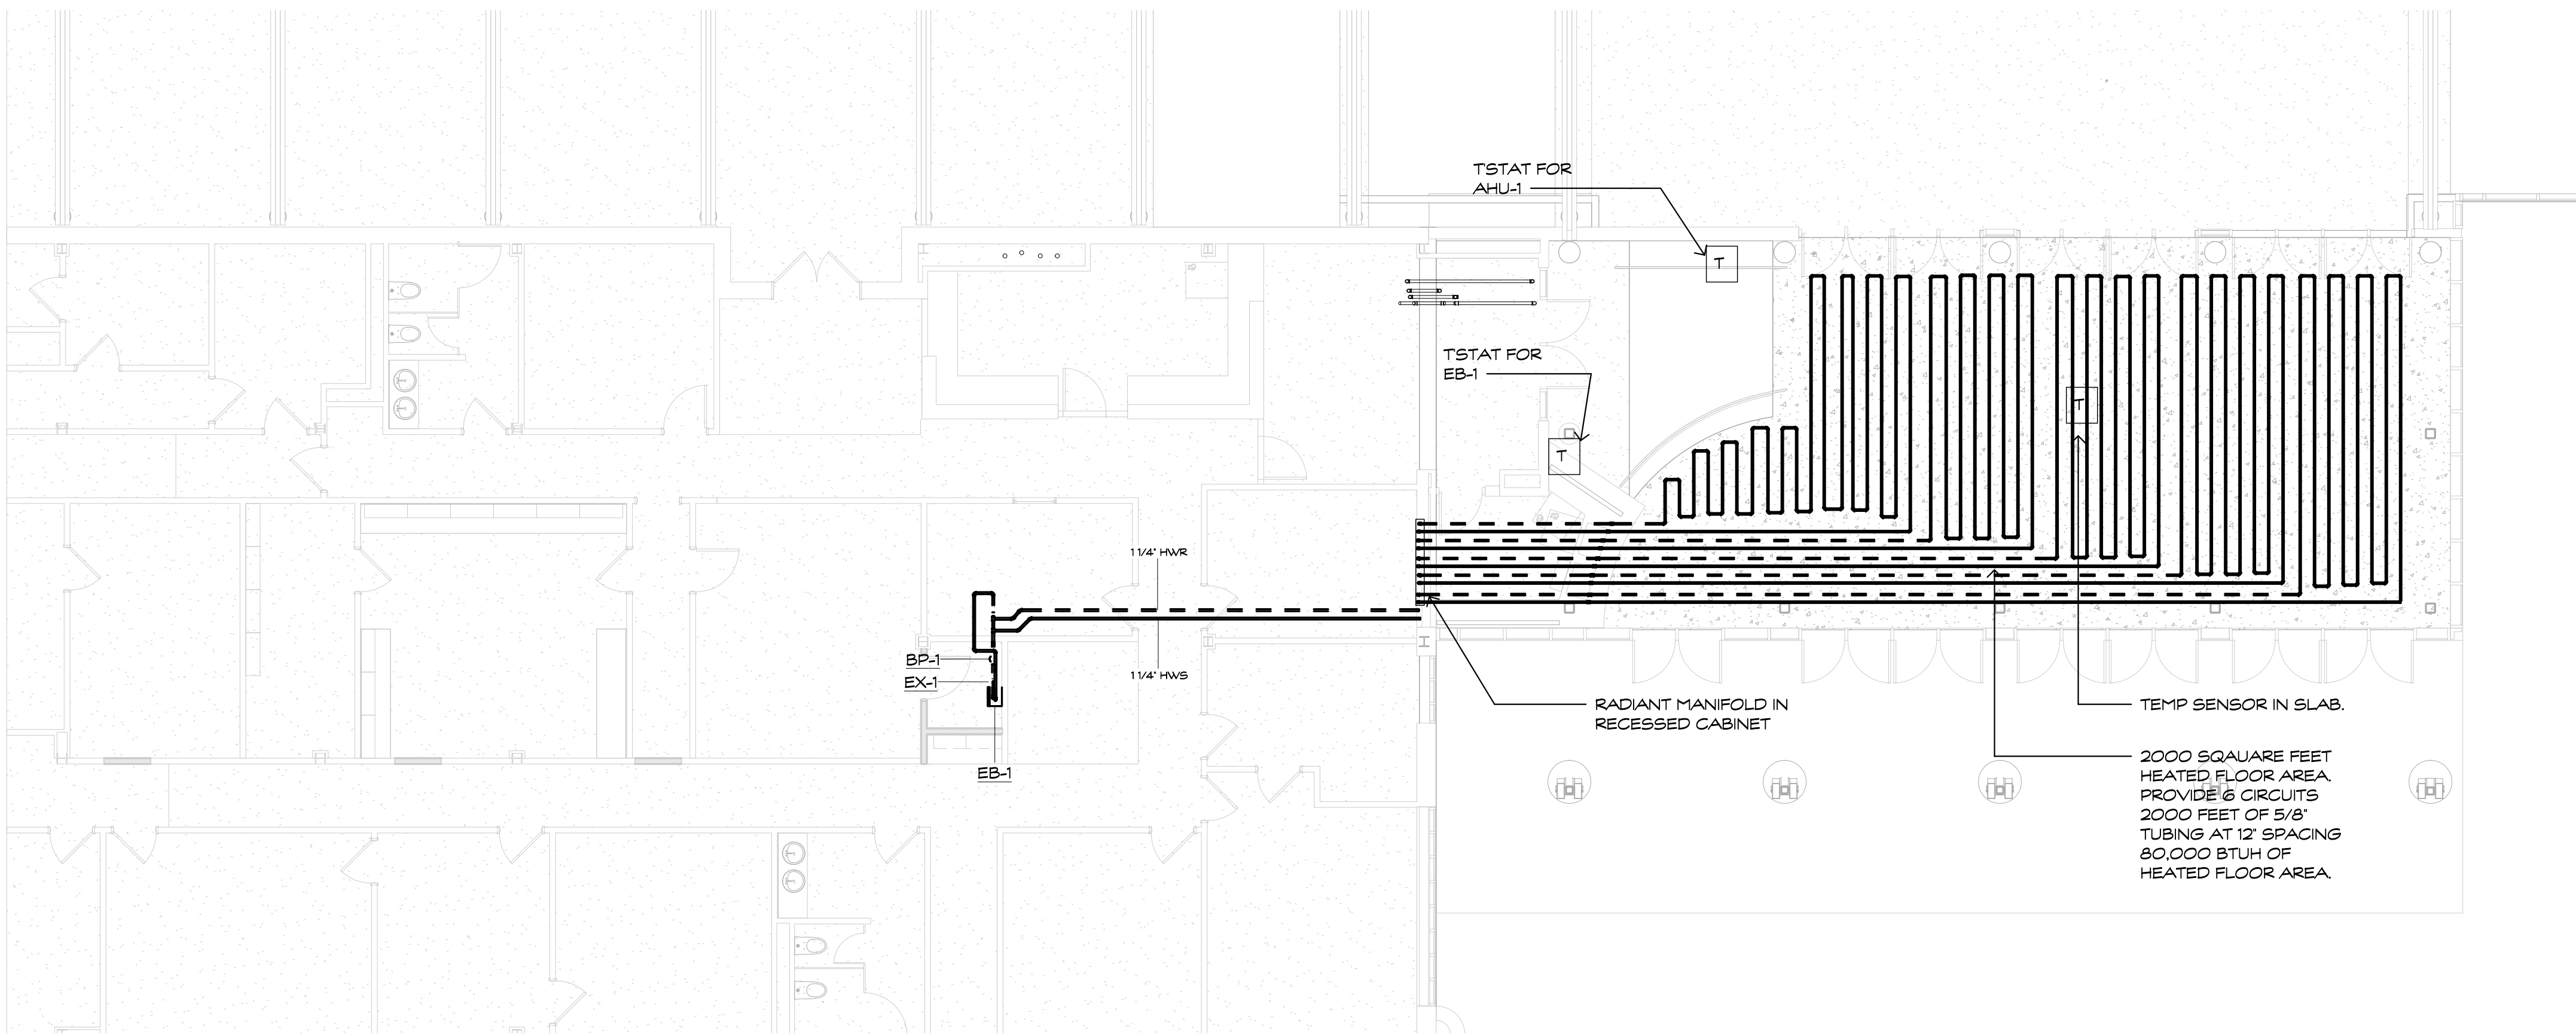 T'STAT FOR
AHU-1
T
T'STAT FOR
EB-1
T
T
1 1/4" HWR
1 1/4" HWS
BP-1
EX-1
EB-1
RADIANT MANIFOLD IN
RECESSED CABINET
TEMP SENSOR IN SLAB.
2000 SQAUARE FEET
HEATED FLOOR AREA.
PROVIDE 6 CIRCUITS
2000 FEET OF 5/8"
TUBING AT 12" SPACING
80,000 BTUH OF
HEATED FLOOR AREA.